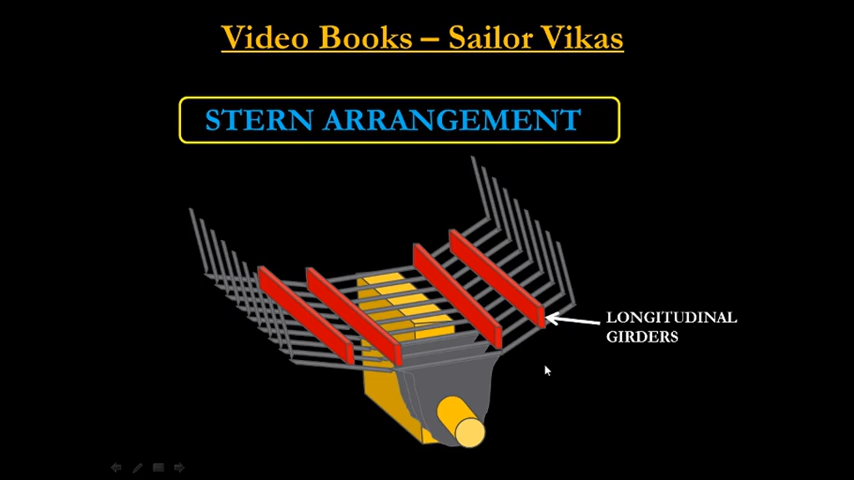 Video Books – Sailor Vikas
STERN ARRANGEMENT
LONGITUDINAL
GIRDERS